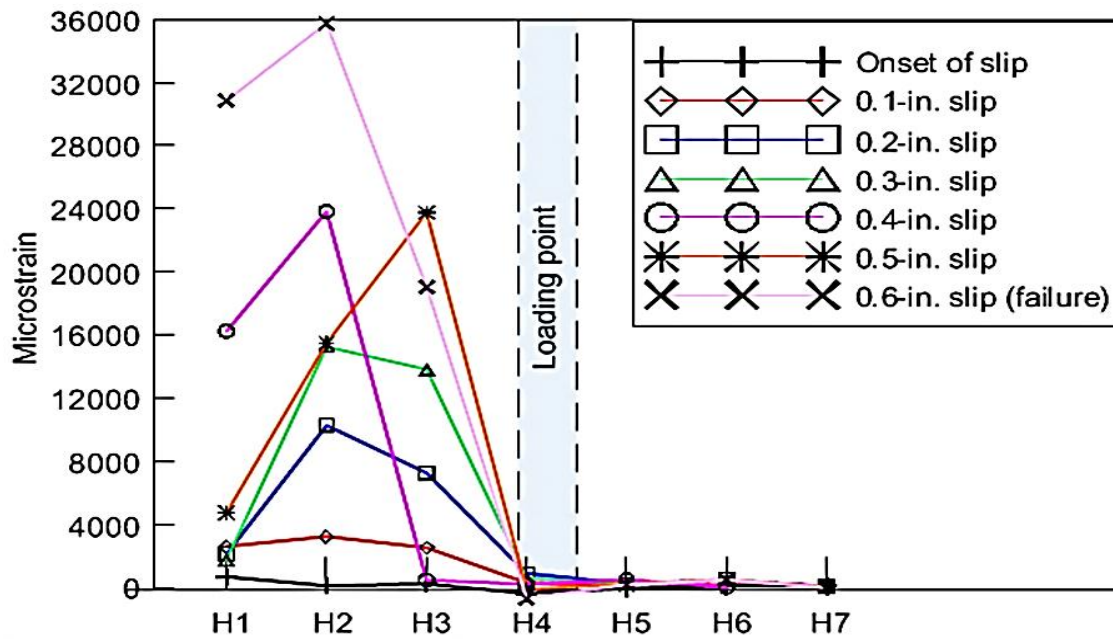 36000
32000
28000
24000
20000
16000
12000
8000
4000
0
Microstrain
Loading point
Onset of slip
0.1-in. slip
0.2-in. slip
0.3-in. slip
0.4-in. slip
0.5-in. slip
0.6-in. slip (failure)
H1 H2 H3 H4 H5 H6 H7